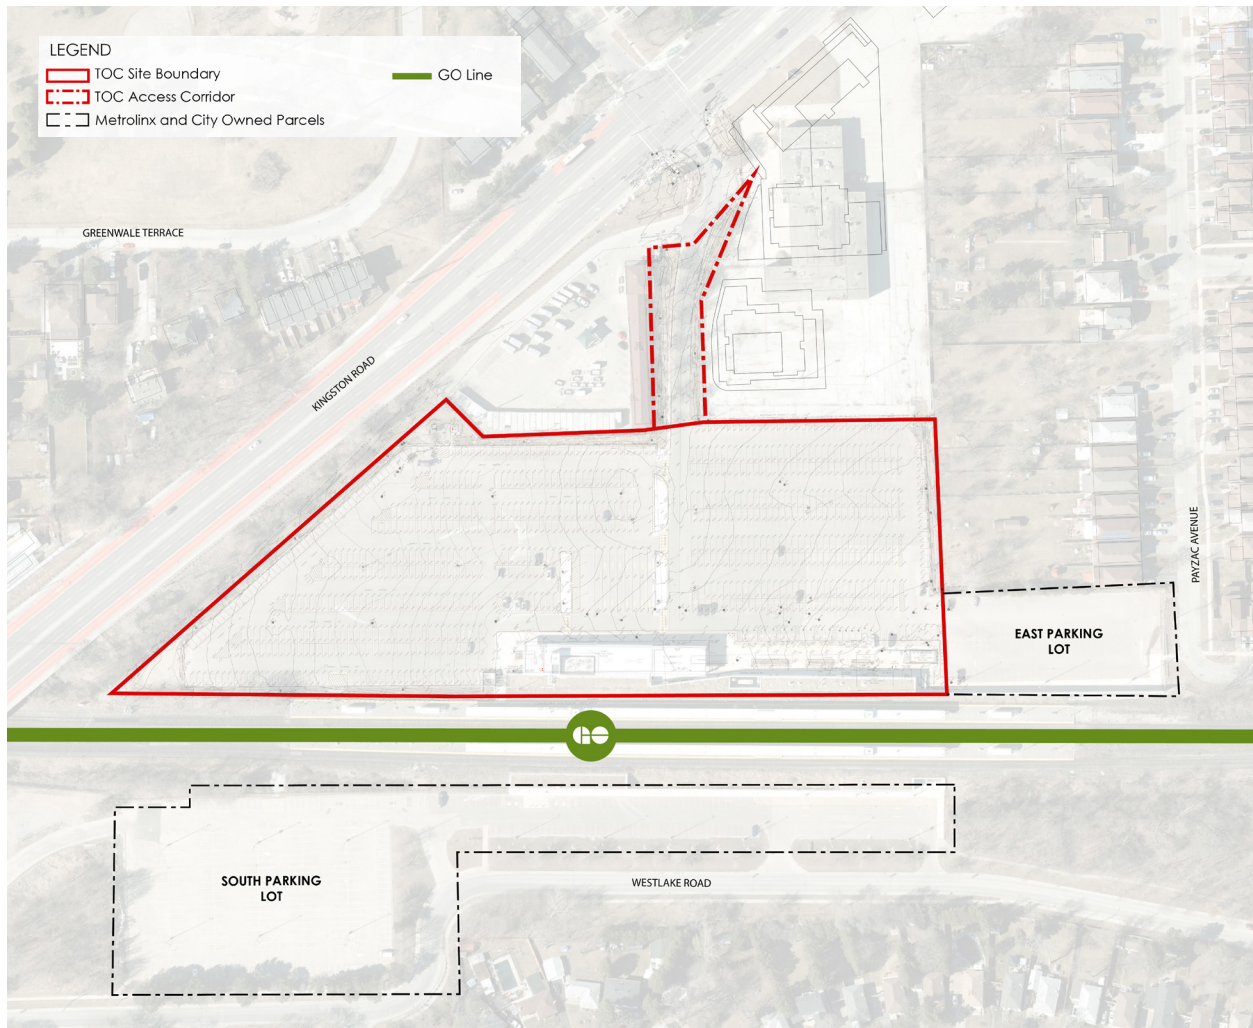 LEGEND
TOC Site Boundary
GO Line
TOC Access Corridor
Metrolinx and City Owned Parcels
GREENWALE TERRACE
KINGSTON ROAD
PAYZAC AVENUE
EAST PARKING
LOT
GO
SOUTH PARKING
LOT
WESTLAKE ROAD